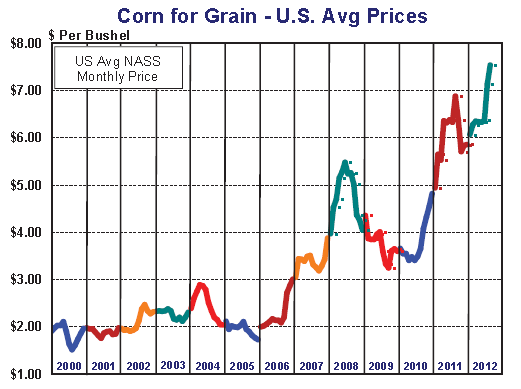 Corn for Grain - U.S. Avg Prices
$ Per Bushel
US Avg NASS
Monthly Price
$8.00
$7.00
$6.00
$5.00
$4.00
$3.00
$2.00
$1.00
2000 2001 2002 2003 2004 2005 2006 2007 2008 2009 2010 2011 2012